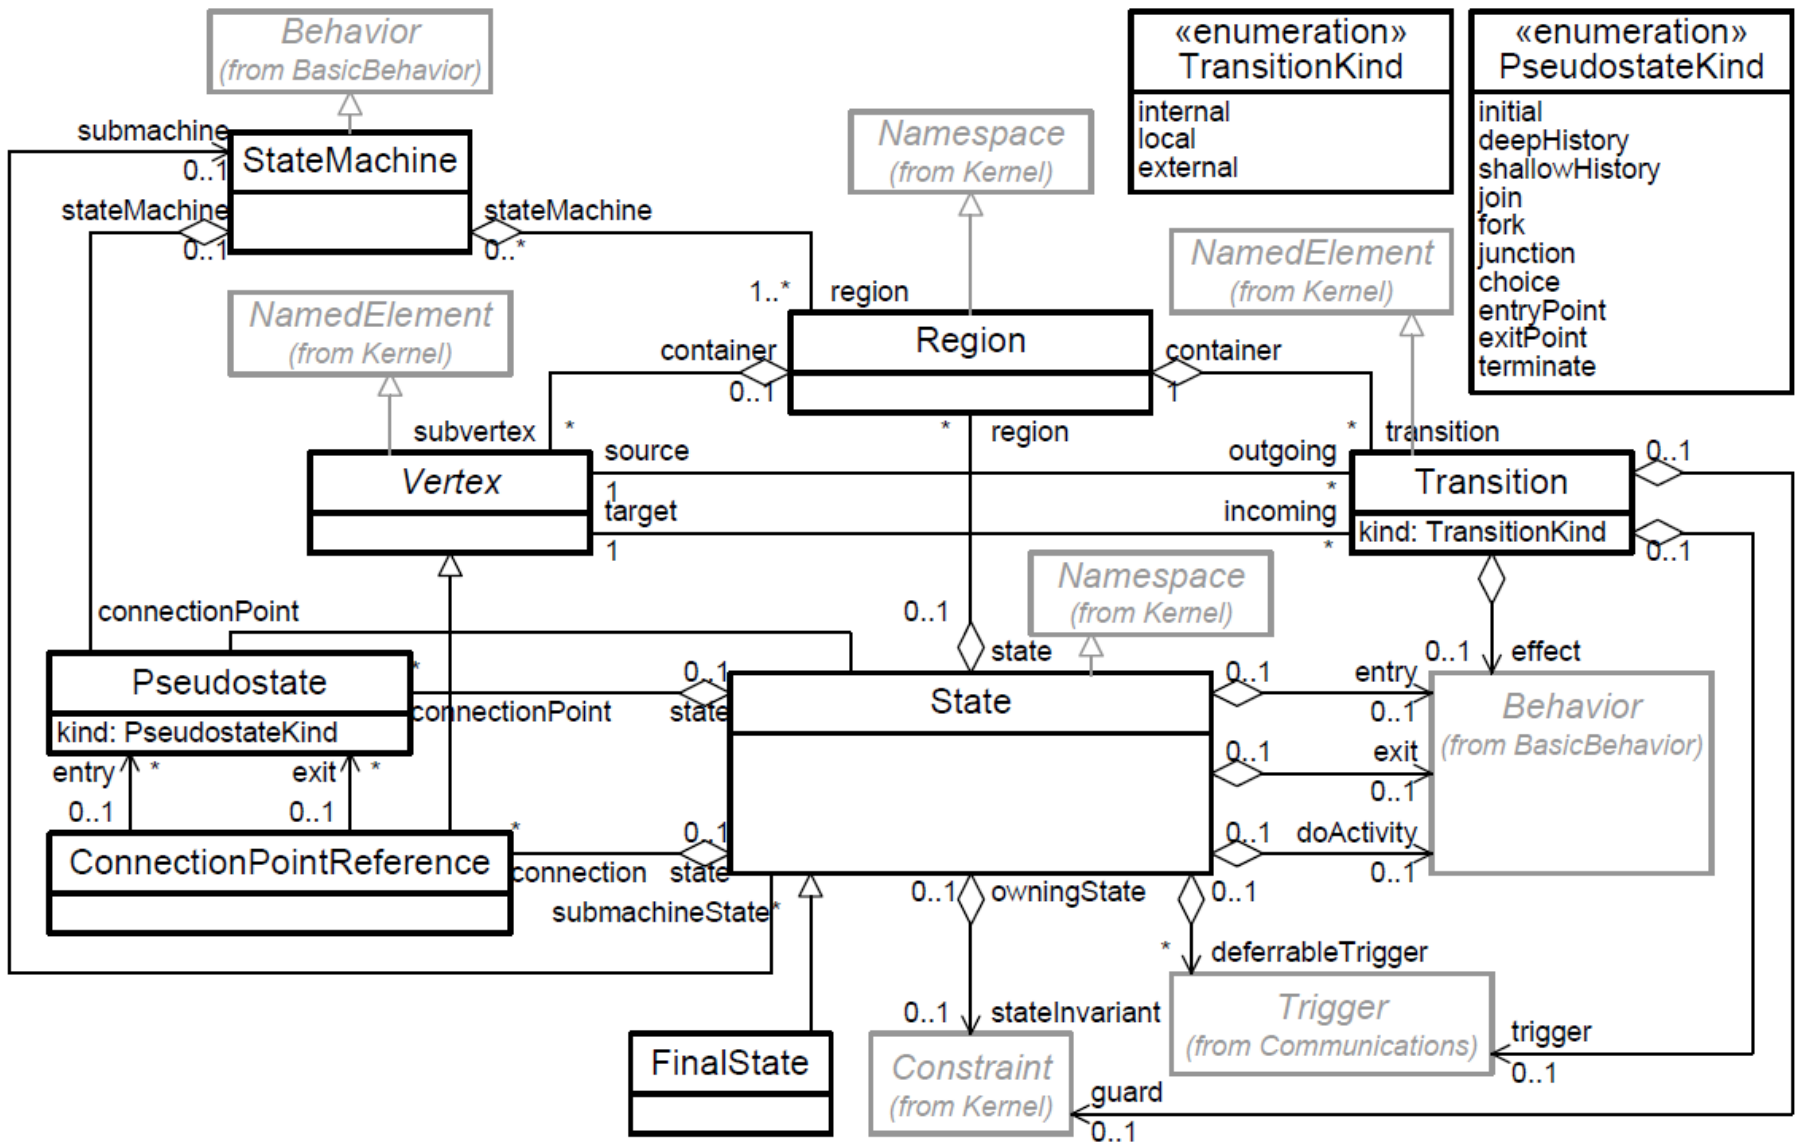 Behavior
(from BasicBehavior)
«enumeration»
TransitionKind
internal
local
external
«enumeration»
PseudostateKind
initial
deepHistory
shallowHistory
join
fork
junction
choice
entryPoint
exitPoint
terminate
submachine
0..1
StateMachine
stateMachine
0..1
stateMachine
0..*
Namespace
(from Kernel)
NamedElement
(from Kernel)
NamedElement
(from Kernel)
1..*
region
Region
container
0..1
container
1
subvertex
*
*
region
*
transition
Vertex
source
1
outgoing
*
target
1
incoming
*
Transition
kind: TransitionKind
0..1
0..1
Namespace
(from Kernel)
connectionPoint
0..1
state
0..1
effect
Pseudostate
kind: PseudostateKind
*
connectionPoint
0..1
state
State
0..1
entry
0..1
Behavior
(from BasicBehavior)
0..1
exit
0..1
0..1
doActivity
0..1
entry
*
exit
*
0..1
0..1
ConnectionPointReference
*
connection
0..1
state
submachineState
*
0..1
owningState
0..1
*
deferrableTrigger
0..1
stateInvariant
Trigger
(from Communications)
trigger
0..1
FinalState
Constraint
(from Kernel)
guard
0..1